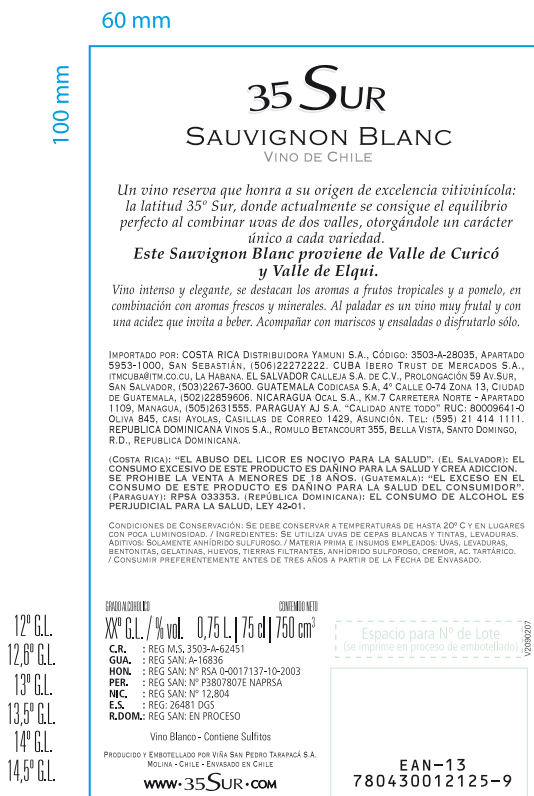 60 mm
100 mm
35 SUR
SAUVIGNON BLANC
VINO DE CHILE
Un vino reserva que honra a su origen de excelencia vitivinícola:
la latitud 35º Sur, donde actualmente se consigue el equilibrio
perfecto al combinar uvas de dos valles, otorgándole un carácter
único a cada variedad.
Este Sauvignon Blanc proviene de Valle de Curicó
y Valle de Elqui.
Vino intenso y elegante, se destacan los aromas a frutos tropicales y a pomelo, en
combinación con aromas frescos y minerales. Al paladar es un vino muy frutal y con
una acidez que invita a beber. Acompañar con mariscos y ensaladas o disfrutarlo sólo.
IMPORTADO POR: COSTA RICA DISTRIBUIDORA YAMUNI S.A., CÓDIGO: 3503-A-28035, APARTADO
5953-1000, SAN SEBASTIÁN, (506)22272222. CUBA IBERO TRUST DE MERCADOS S.A.,
ITMCUBA@ITM.CO.CU, LA HABANA. EL SALVADOR CALLEJA S.A. DE C.V., PROLONGACIÓN 59 AV.SUR,
SAN SALVADOR, (503)2267-3600. GUATEMALA CODICASA S.A, 4º CALLE 0-74 ZONA 13, CIUDAD
DE GUATEMALA, (502)22859606. NICARAGUA OCAL S.A., KM.7 CARRETERA NORTE - APARTADO
1109, MANAGUA, (505)2631555. PARAGUAY AJ S.A. "CALIDAD ANTE TODO" RUC: 80009641-0
OLIVA 845, CASI AYOLAS, CASILLAS DE CORREO 1429, ASUNCIÓN. TEL: (595) 21 414 1111.
REPUBLICA DOMINICANA VINOS S.A., ROMULO BETANCOURT 355, BELLA VISTA, SANTO DOMINGO,
R.D., REPUBLICA DOMINICANA.
(COSTA RICA): "EL ABUSO DEL LICOR ES NOCIVO PARA LA SALUD". (EL SALVADOR): EL
CONSUMO EXCESIVO DE ESTE PRODUCTO ES DAÑINO PARA LA SALUD Y CREA ADICCION.
SE PROHIBE LA VENTA A MENORES DE 18 AÑOS. (GUATEMALA): "EL EXCESO EN EL
CONSUMO DE ESTE PRODUCTO ES DAÑINO PARA LA SALUD DEL CONSUMIDOR".
(PARAGUAY): RPSA 033353. (REPÚBLICA DOMINICANA): EL CONSUMO DE ALCOHOL ES
PERJUDICIAL PARA LA SALUD, LEY 42-01.
CONDICIONES DE CONSERVACIÓN: SE DEBE CONSERVAR A TEMPERATURAS DE HASTA 20º C Y EN LUGARES
CON POCA LUMINOSIDAD. / INGREDIENTES: SE UTILIZA UVAS DE CEPAS BLANCAS Y TINTAS, LEVADURAS.
ADITIVOS: SOLAMENTE ANHÍDRIDO SULFUROSO. / MATERIA PRIMA E INSUMOS EMPLEADOS: UVAS, LEVADURAS,
BENTONITAS, GELATINAS, HUEVOS, TIERRAS FILTRANTES, ANHÍDRIDO SULFOROSO, CREMOR, AC. TARTÁRICO.
/ CONSUMIR PREFERENTEMENTE ANTES DE TRES AÑOS A PARTIR DE LA FECHA DE ENVASADO.
GRADO ALCOHOLICO CONTENIDO NETO
XXº G.L. / % vol. 0,75 L | 75 cl | 750 cm³
C.R. : REG M.S. 3503-A-62451
GUA. : REG SAN: A-16836
HON. : REG SAN: Nº RSA 0-0017137-10-2003
PER. : REG SAN: Nº P3807807E NAPRSA
NIC. : REG SAN: Nº 12,804
E.S. : REG: 26481 DGS
R.DOM.: REG SAN: EN PROCESO
Vino Blanco - Contiene Sulfitos
PRODUCIDO Y EMBOTELLADO POR VIÑA SAN PEDRO TARAPACÁ S.A.
MOLINA - CHILE - ENVASADO EN CHILE
WWW·35SUR·COM
12º G.L.
12,6º G.L.
13º G.L.
13,5º G.L.
14º G.L.
14,5º G.L.
Espacio para Nº de Lote
(se imprime en proceso de embotellado)
V2090207
EAN-13
780430012125-9